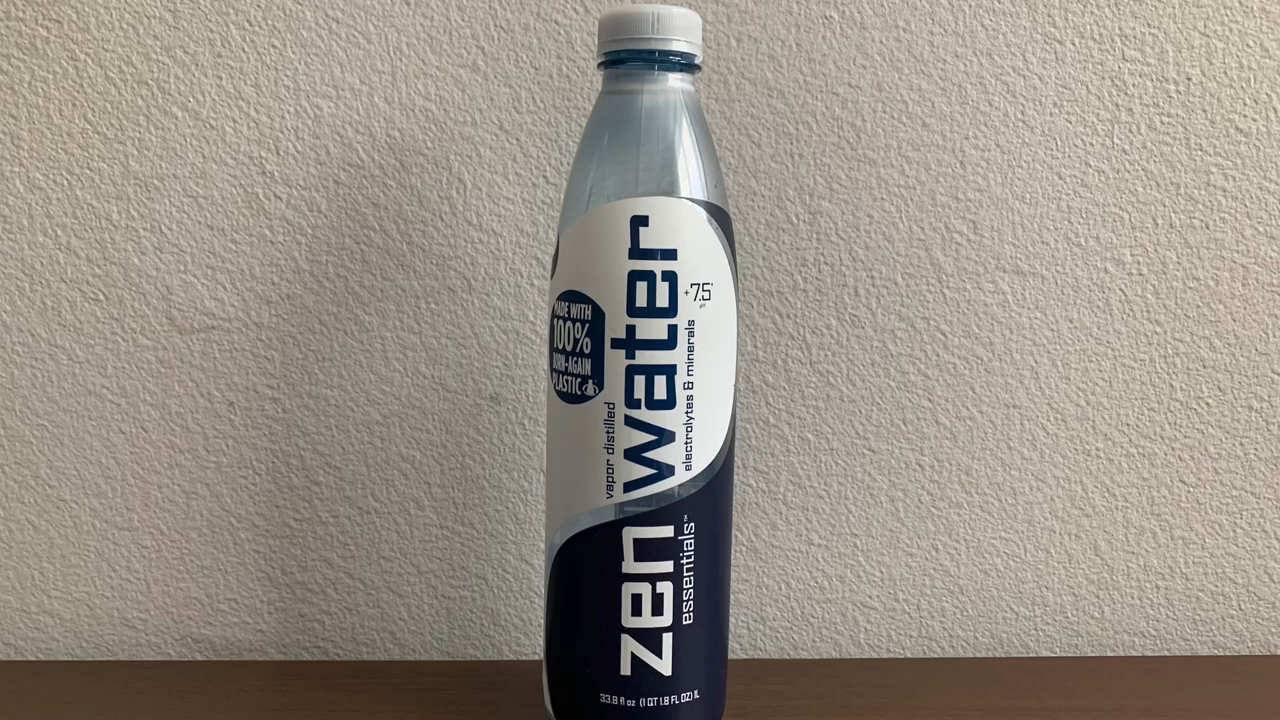 MADE WITH
100%
BORN-AGAIN
PLASTIC
vapor distilled
zen water
essentials™
electrolytes & minerals
+7.5
pH
33.8 fl oz (1 QT 1.8 FL OZ) 1L